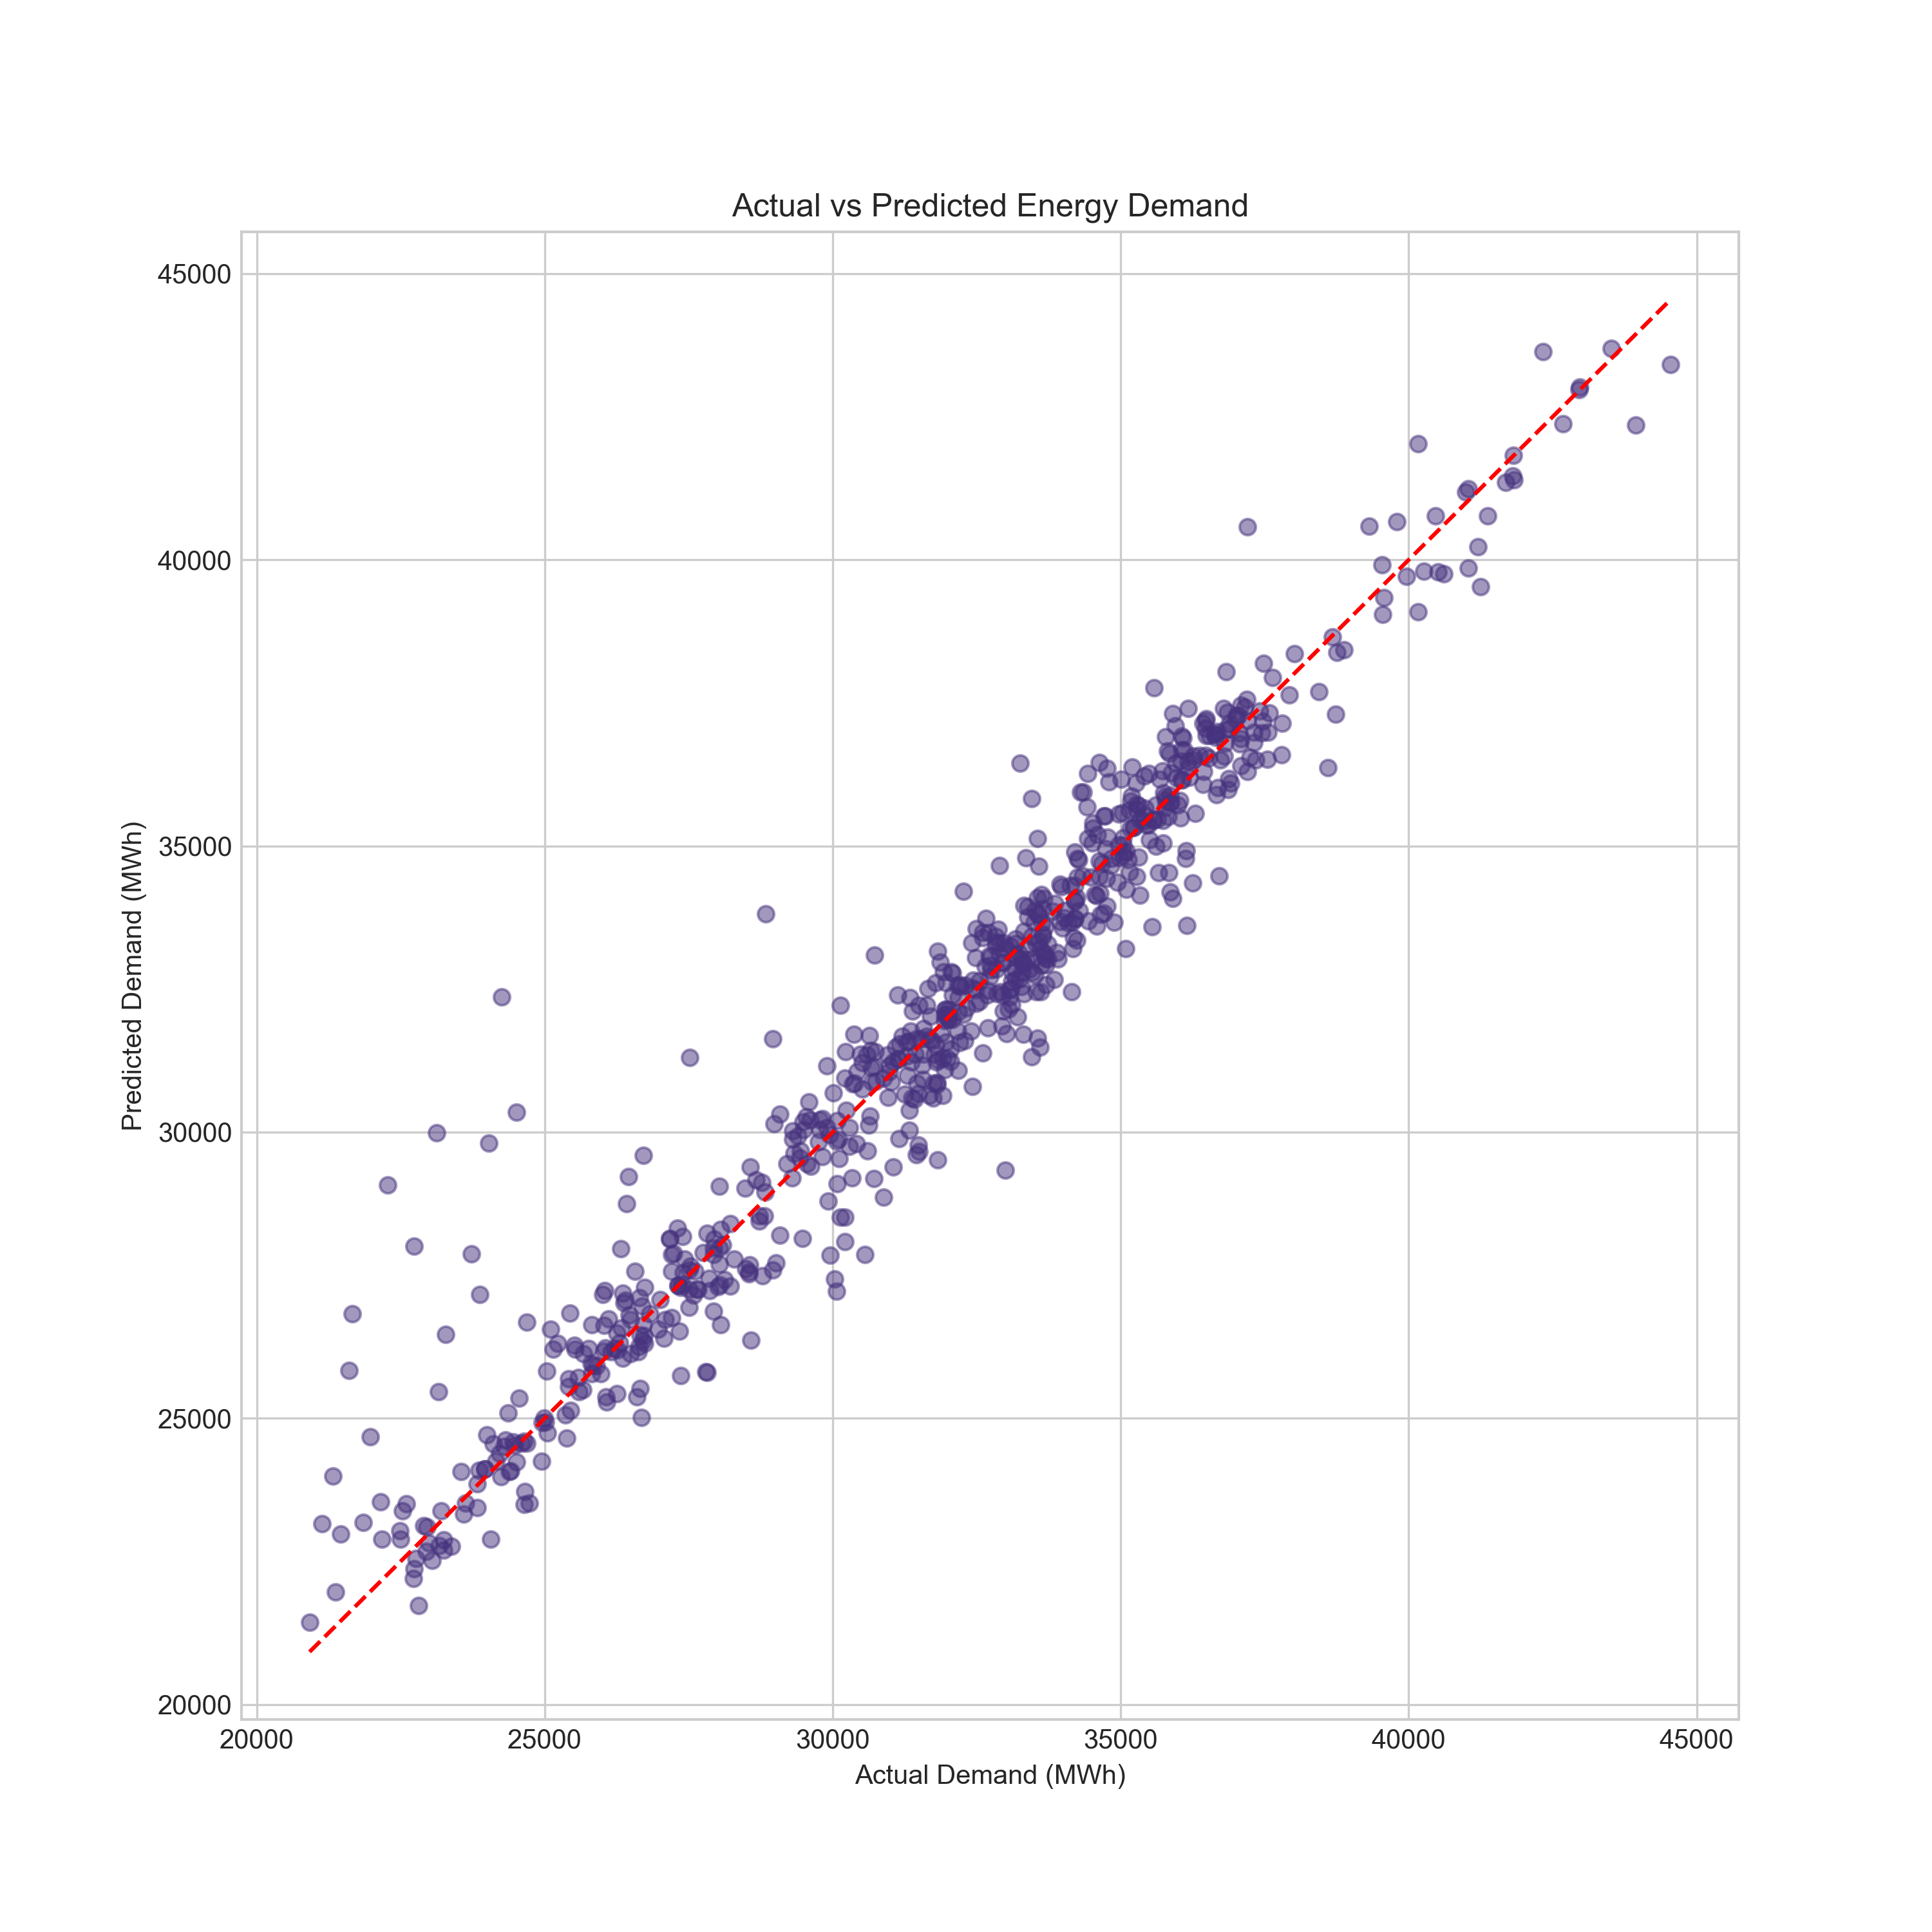 Actual vs Predicted Energy Demand
45000
40000
35000
30000
25000
20000
Predicted Demand (MWh)
20000 25000 30000 35000 40000 45000
Actual Demand (MWh)